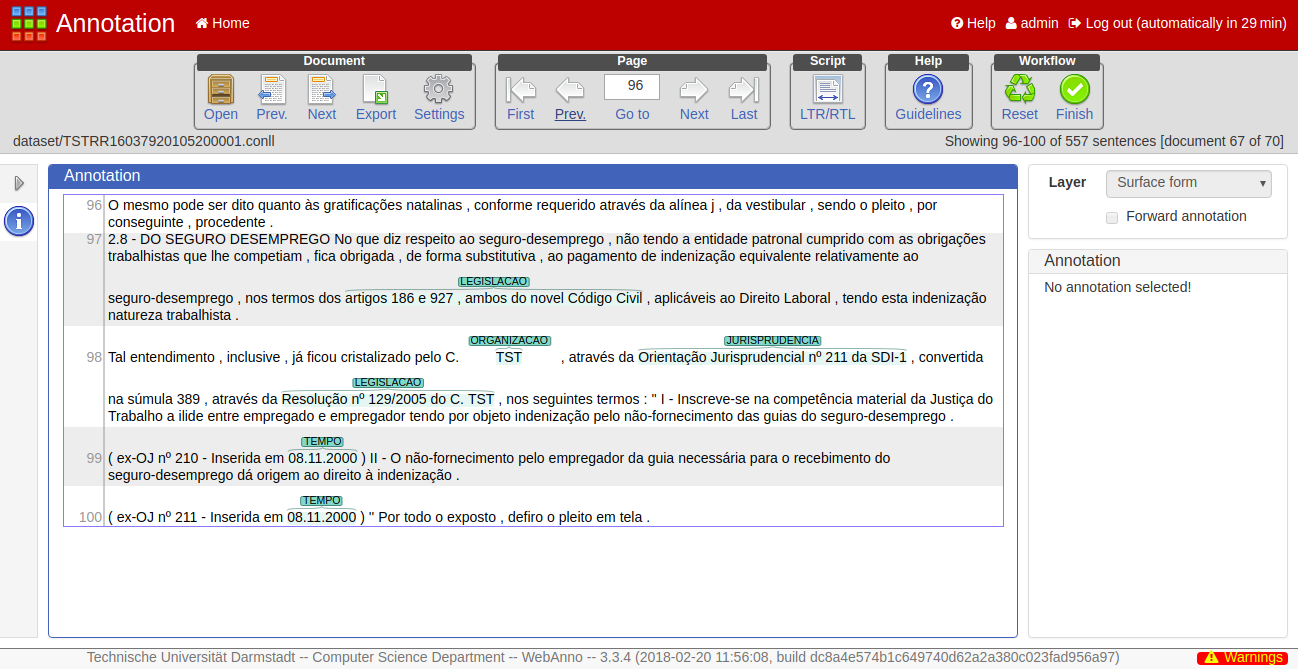 Annotation Home Help admin Log out (automatically in 29 min)
Document Page Script Help Workflow
Open Prev. Next Export Settings First Prev. 96 Go to Next Last LTR/RTL Guidelines Reset Finish
dataset/TSTRR16037920105200001.conll Showing 96-100 of 557 sentences [document 67 of 70]
Annotation
96 O mesmo pode ser dito quanto às gratificações natalinas , conforme requerido através da alínea j , da vestibular , sendo o pleito , por
conseguinte , procedente .
97 2.8 - DO SEGURO DESEMPREGO No que diz respeito ao seguro-desemprego , não tendo a entidade patronal cumprido com as obrigações
trabalhistas que lhe competiam , fica obrigada , de forma substitutiva , ao pagamento de indenização equivalente relativamente ao
LEGISLACAO
seguro-desemprego , nos termos dos artigos 186 e 927 , ambos do novel Código Civil , aplicáveis ao Direito Laboral , tendo esta indenização
natureza trabalhista .
ORGANIZACAO JURISPRUDENCIA
98 Tal entendimento , inclusive , já ficou cristalizado pelo C. TST , através da Orientação Jurisprudencial nº 211 da SDI-1 , convertida
LEGISLACAO
na súmula 389 , através da Resolução nº 129/2005 do C. TST , nos seguintes termos : " I - Inscreve-se na competência material da Justiça do
Trabalho a ilide entre empregado e empregador tendo por objeto indenização pelo não-fornecimento das guias do seguro-desemprego .
TEMPO
99 ( ex-OJ nº 210 - Inserida em 08.11.2000 ) II - O não-fornecimento pelo empregador da guia necessária para o recebimento do
seguro-desemprego dá origem ao direito à indenização .
TEMPO
100 ( ex-OJ nº 211 - Inserida em 08.11.2000 ) " Por todo o exposto , defiro o pleito em tela .
Layer Surface form
Forward annotation
Annotation
No annotation selected!
Technische Universität Darmstadt -- Computer Science Department -- WebAnno -- 3.3.4 (2018-02-20 11:56:08, build dc8a4e574b1c649740d62a2a380c023fad956a97) Warnings